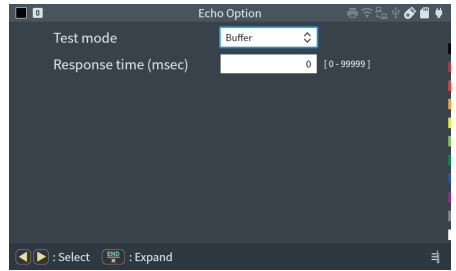 0 Echo Option
Test mode Buffer
Response time (msec) 0 [ 0 - 99999 ]
: Select END × : Expand